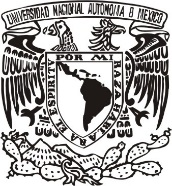 UNIVERSIDAD NACIONAL AUTONOMA DE MEXICO
POR MI RAZA HABLARA EL ESPIRITU